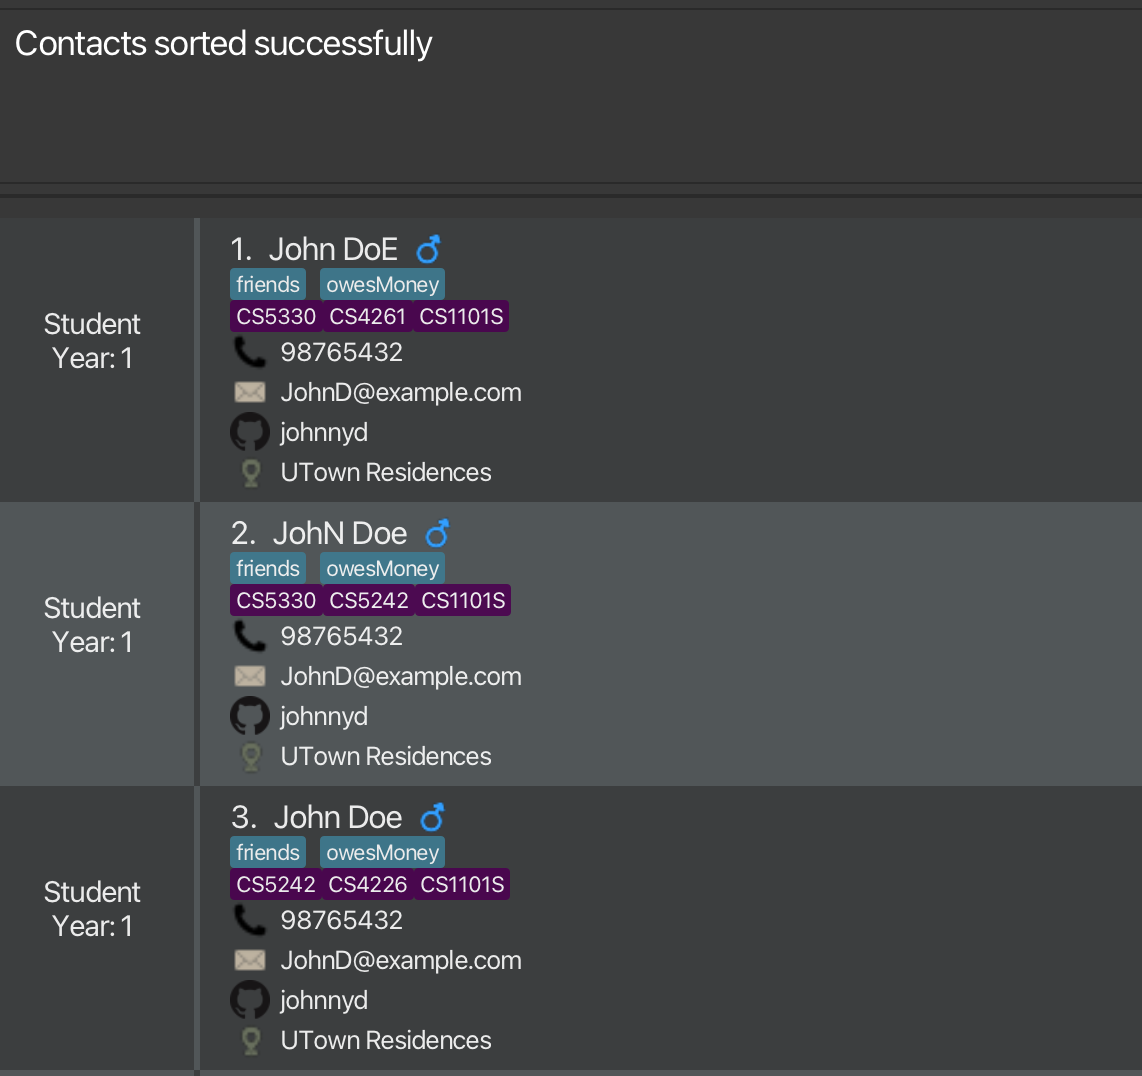 Contacts sorted successfully
Student
Year: 1
1. John DoE
friends owesMoney
CS5330 CS4261 CS1101S
98765432
JohnD@example.com
johnnyd
UTown Residences
Student
Year: 1
2. JohN Doe
friends owesMoney
CS5330 CS5242 CS1101S
98765432
JohnD@example.com
johnnyd
UTown Residences
Student
Year: 1
3. John Doe
friends owesMoney
CS5242 CS4226 CS1101S
98765432
JohnD@example.com
johnnyd
UTown Residences